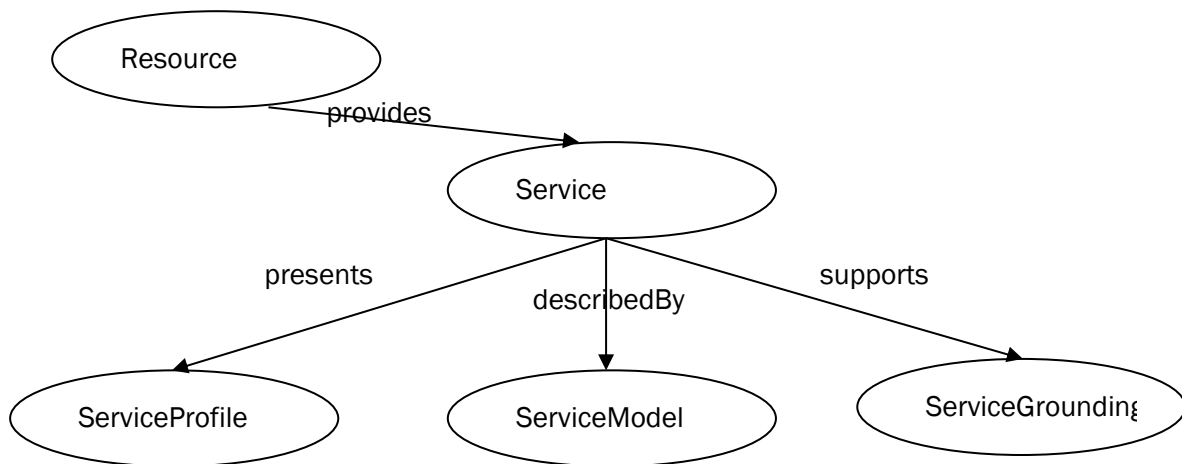 Resource
provides
Service
presents
supports
describedBy
ServiceProfile
ServiceModel
ServiceGrounding